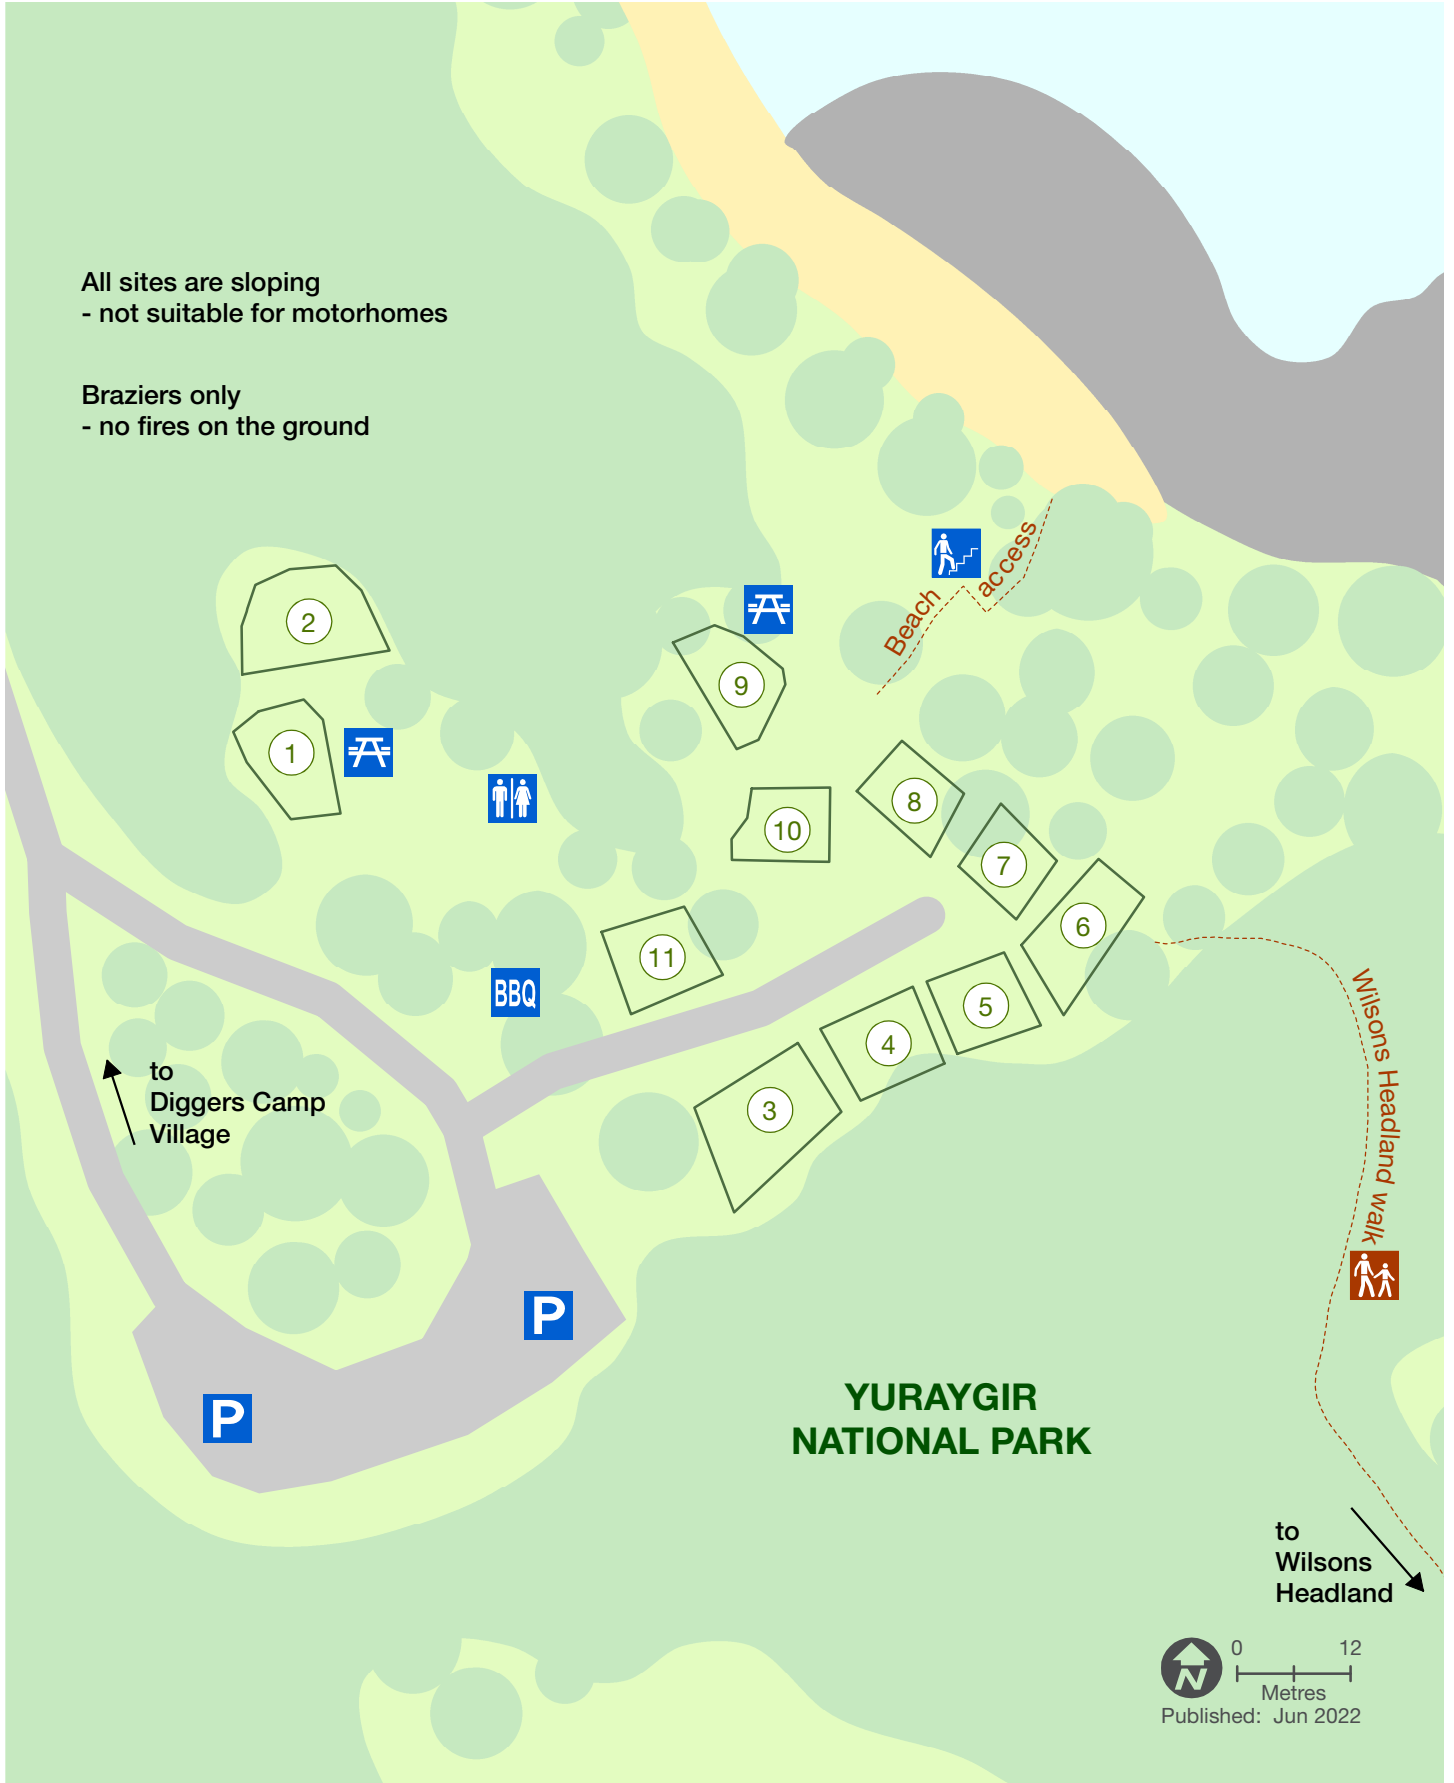 All sites are sloping
- not suitable for motorhomes
Braziers only
- no fires on the ground
Beach access
2
9
1
8
10
7
6
11
5
4
3
BBQ
to
Diggers Camp
Village
Wilsons Headland walk
P
P
YURAYGIR
NATIONAL PARK
to
Wilsons
Headland
N
0 12
Metres
Published: Jun 2022